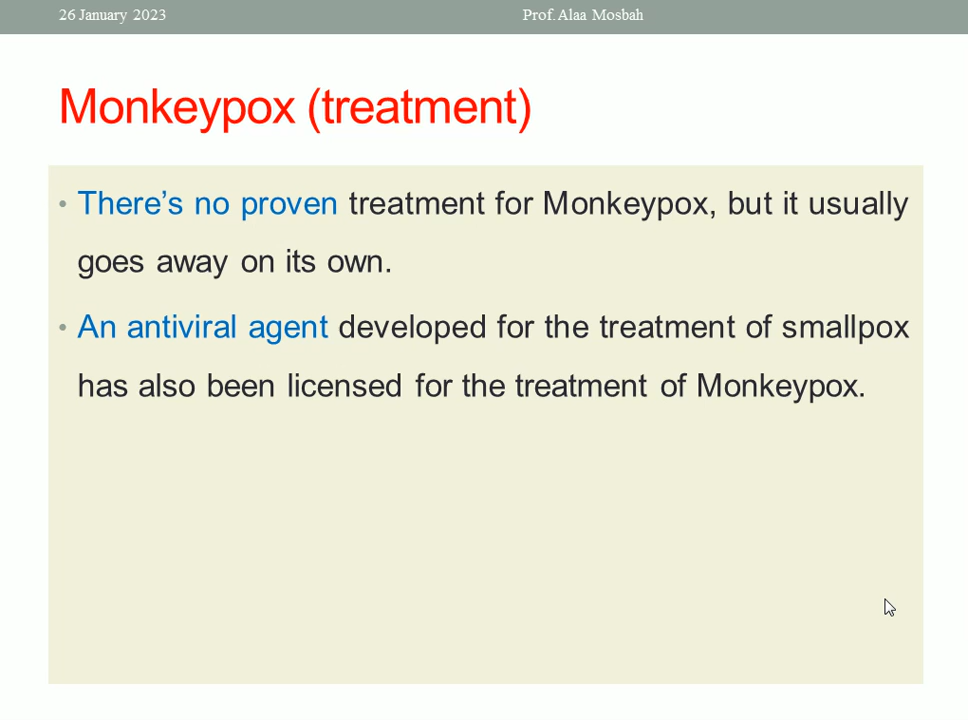 26 January 2023 Prof. Alaa Mosbah
Monkeypox (treatment)
• There’s no proven treatment for Monkeypox, but it usually
goes away on its own.
• An antiviral agent developed for the treatment of smallpox
has also been licensed for the treatment of Monkeypox.